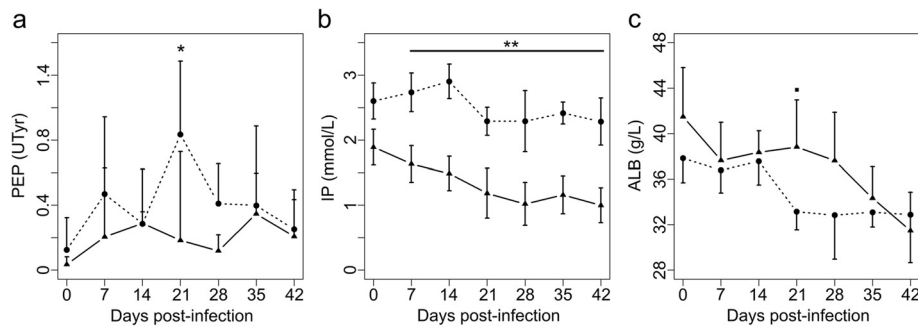 a
PEP (UTyr)
1.4
0.8
0.4
0
*
0 7 14 21 28 35 42
Days post-infection
b
IP (mmol/L)
3
2
1
0
**
0 7 14 21 28 35 42
Days post-infection
c
ALB (g/L)
48
44
40
36
32
28
0 7 14 21 28 35 42
Days post-infection